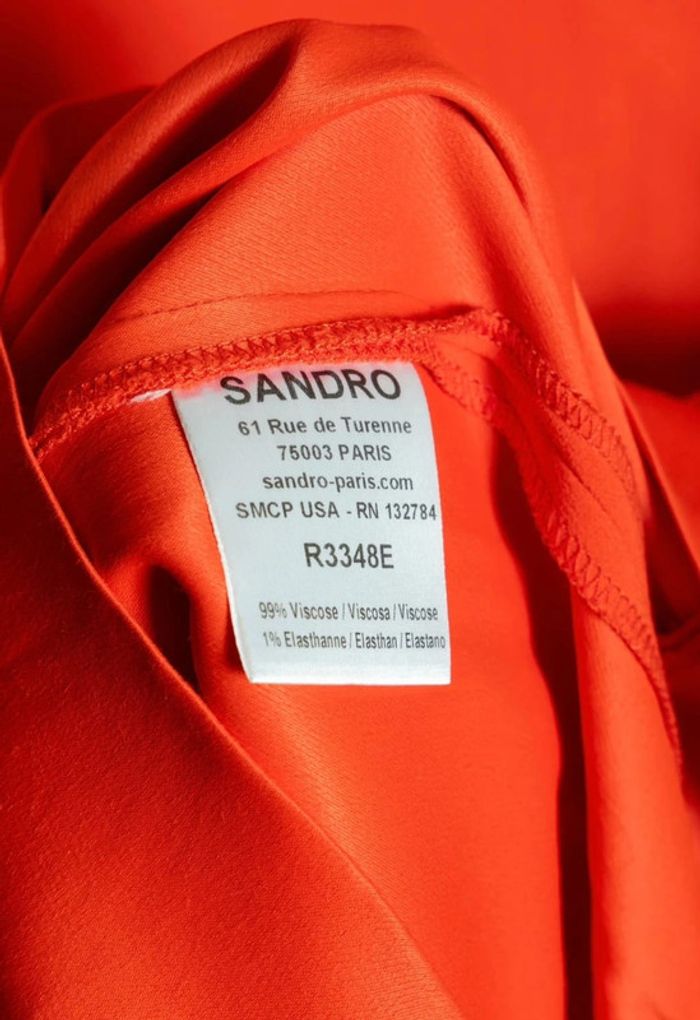 SANDRO
61 Rue de Turenne
75003 PARIS
sandro-paris.com
SMCP USA - RN 132784
R3348E
99% Viscose / Viscosa / Viscose
1% Elasthanne / Elasthan / Elastano